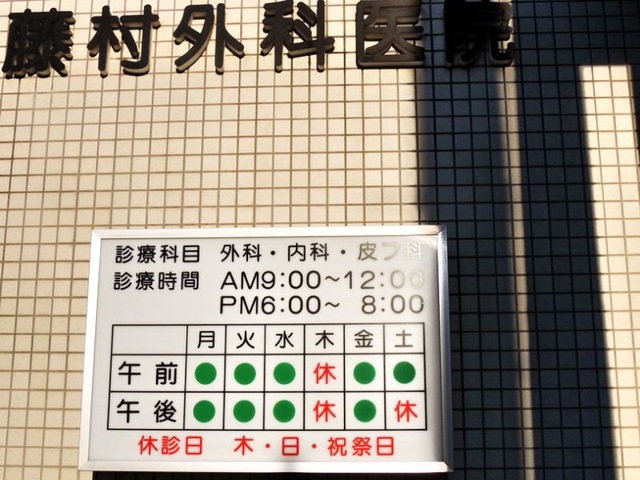 藤村外科医院
診療科目 外科・内科・皮フ科
診療時間 AM9:00～12:00
PM6:00～ 8:00
月 火 水 木 金 土
午前 ● ● ● 休 ● ●
午後 ● ● ● 休 ● 休
休診日 木・日・祝祭日